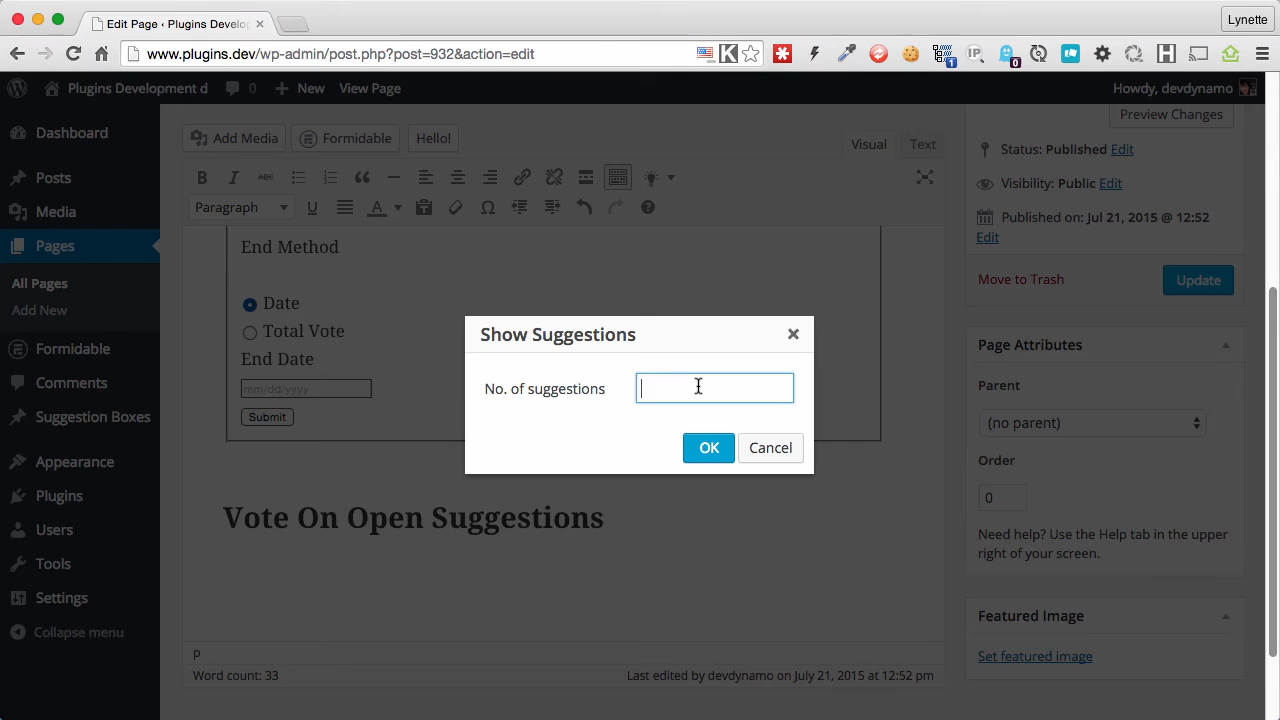 Edit Page ‹ Plugins Develo
Lynette
www.plugins.dev/wp-admin/post.php?post=932&action=edit
1
IP
0
Plugins Development d
0
New
View Page
Howdy, devdynamo
Dashboard
Posts
Media
Pages
All Pages
Add New
Formidable
Comments
Suggestion Boxes
Appearance
Plugins
Users
Tools
Settings
Collapse menu
Add Media
Formidable
Hello!
Visual
Text
B
I
ABC
Paragraph
U
A
End Method
Date
Total Vote
End Date
mm/dd/yyyy
Submit
Vote On Open Suggestions
p
Word count: 33
Last edited by devdynamo on July 21, 2015 at 12:52 pm
Show Suggestions
No. of suggestions
OK
Cancel
Preview Changes
Status: Published Edit
Visibility: Public Edit
Published on: Jul 21, 2015 @ 12:52
Edit
Move to Trash
Update
Page Attributes
Parent
(no parent)
Order
0
Need help? Use the Help tab in the upper
right of your screen.
Featured Image
Set featured image